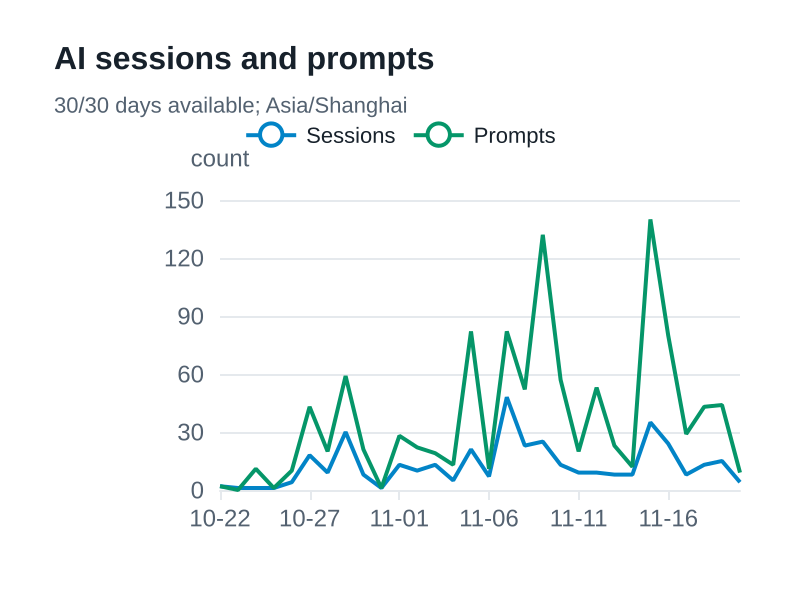 AI sessions and prompts
30/30 days available; Asia/Shanghai
Sessions Prompts
count
150
120
90
60
30
0
10-22 10-27 11-01 11-06 11-11 11-16